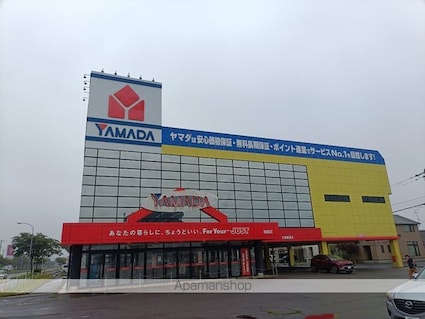 YAMADA
ヤマダは安心価格保証・無料長期保証・ポイント還元でサービスNo.1を目指します!
YAMADA
あなたの暮らしに、ちょうどいい。For Your JUST
YAMADA
Apamanshop